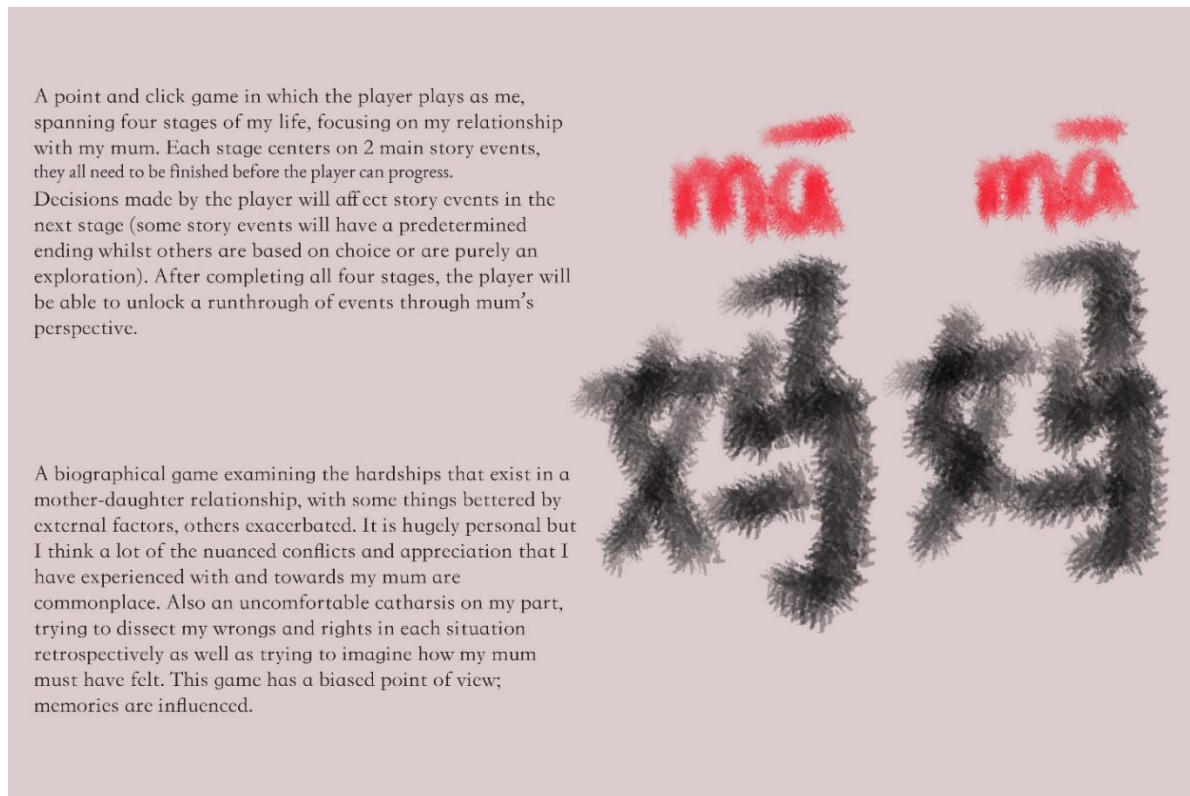 A point and click game in which the player plays as me,
spanning four stages of my life, focusing on my relationship
with my mum. Each stage centers on 2 main story events,
they all need to be finished before the player can progress.
Decisions made by the player will affect story events in the
next stage (some story events will have a predetermined
ending whilst others are based on choice or are purely an
exploration). After completing all four stages, the player will
be able to unlock a runthrough of events through mum's
perspective.
A biographical game examining the hardships that exist in a
mother-daughter relationship, with some things bettered by
external factors, others exacerbated. It is hugely personal but
I think a lot of the nuanced conflicts and appreciation that I
have experienced with and towards my mum are
commonplace. Also an uncomfortable catharsis on my part,
trying to dissect my wrongs and rights in each situation
retrospectively as well as trying to imagine how my mum
must have felt. This game has a biased point of view;
memories are influenced.
mā mā
妈妈